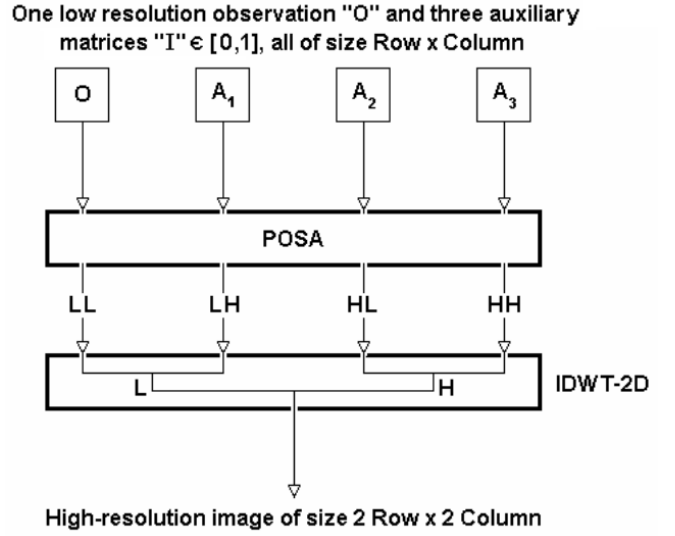 One low resolution observation "O" and three auxiliary
matrices "I" ∈ [0,1], all of size Row x Column
O A₁ A₂ A₃
POSA
LL LH HL HH
L H IDWT-2D
High-resolution image of size 2 Row x 2 Column